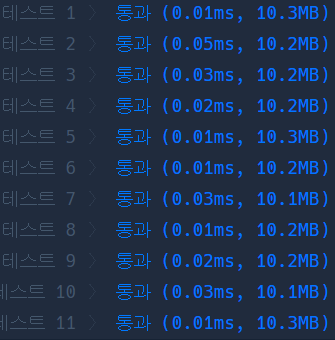 테스트 1 〉 통과 (0.01ms, 10.3MB)
테스트 2 〉 통과 (0.05ms, 10.2MB)
테스트 3 〉 통과 (0.03ms, 10.2MB)
테스트 4 〉 통과 (0.02ms, 10.2MB)
테스트 5 〉 통과 (0.01ms, 10.3MB)
테스트 6 〉 통과 (0.01ms, 10.2MB)
테스트 7 〉 통과 (0.03ms, 10.1MB)
테스트 8 〉 통과 (0.01ms, 10.2MB)
테스트 9 〉 통과 (0.02ms, 10.2MB)
테스트 10 〉 통과 (0.03ms, 10.1MB)
테스트 11 〉 통과 (0.01ms, 10.3MB)